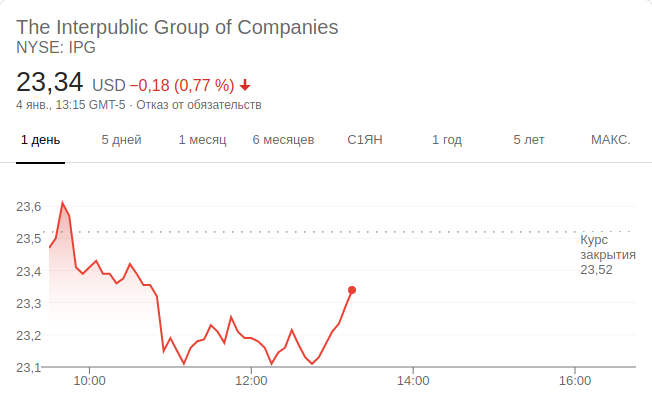 The Interpublic Group of Companies
NYSE: IPG
23,34 USD −0,18 (0,77 %)
4 янв., 13:15 GMT-5 · Отказ от обязательств
1 день 5 дней 1 месяц 6 месяцев С1ЯН 1 год 5 лет МАКС.
23,6
23,5
23,4
23,3
23,2
23,1
Курс
закрытия
23,52
10:00 12:00 14:00 16:00